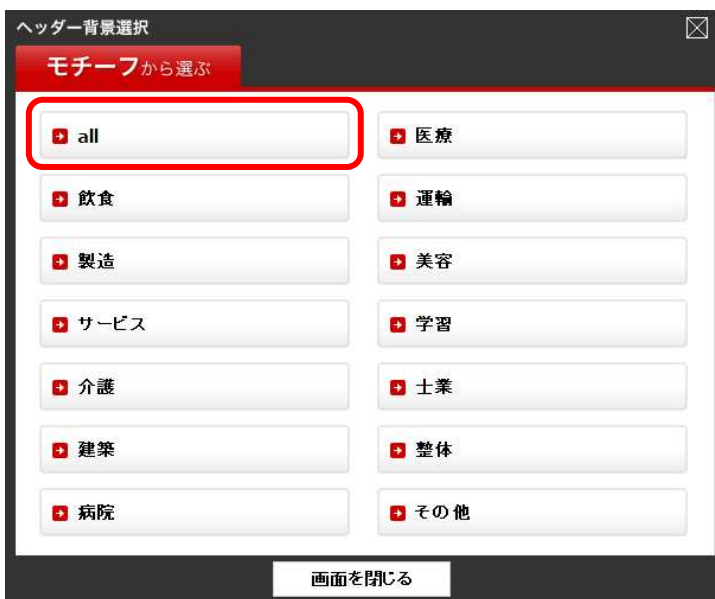 ヘッダー背景選択
モチーフから選ぶ
all
医療
飲食
運輸
製造
美容
サービス
学習
介護
士業
建築
整体
病院
その他
画面を閉じる